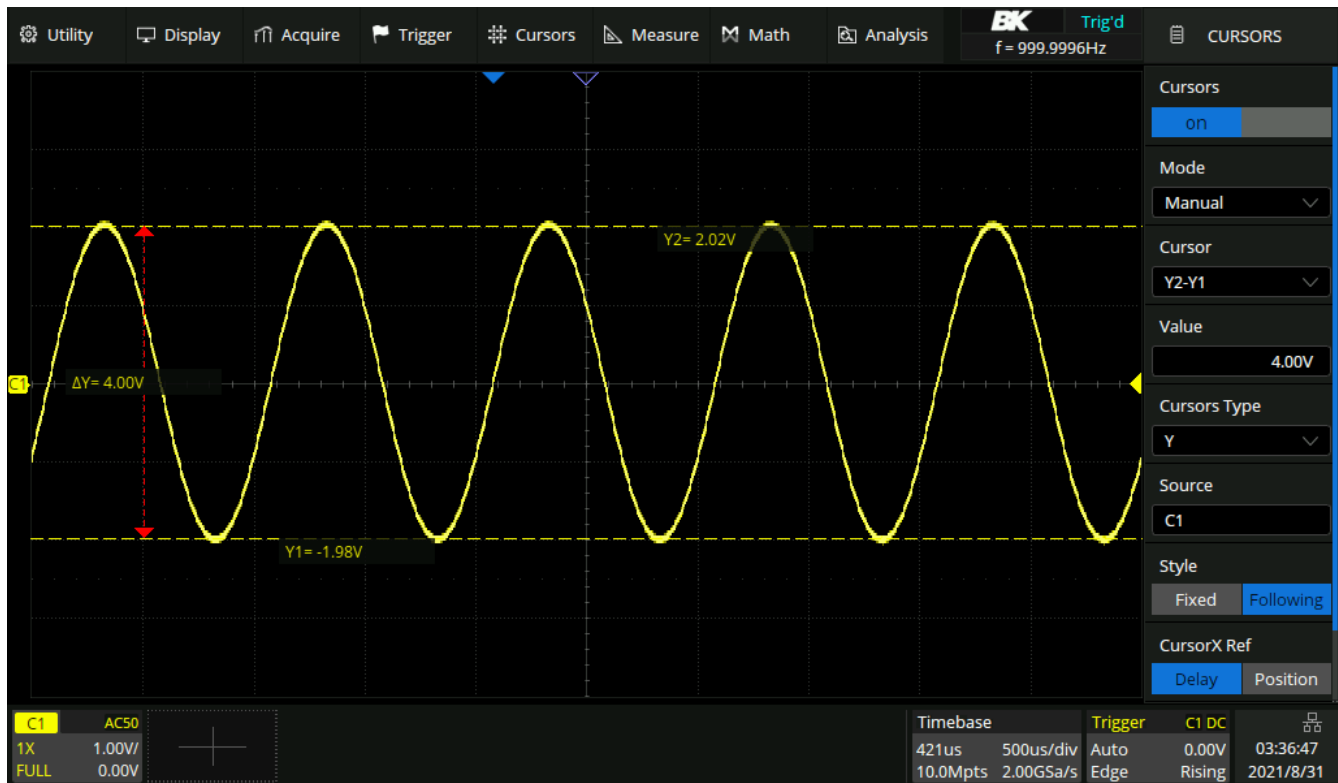 Utility Display Acquire Trigger Cursors Measure Math Analysis
BK Trig'd
f = 999.9996Hz
CURSORS
Cursors
on
Mode
Manual
Cursor
Y2-Y1
Value
4.00V
Cursors Type
Y
Source
C1
Style
Fixed Following
CursorX Ref
Delay Position
Y2= 2.02V
C1
ΔY= 4.00V
Y1= -1.98V
C1 AC50
1X 1.00V/
FULL 0.00V
Timebase
421us 500us/div
10.0Mpts 2.00GSa/s
Trigger C1 DC
Auto 0.00V
Edge Rising
03:36:47
2021/8/31